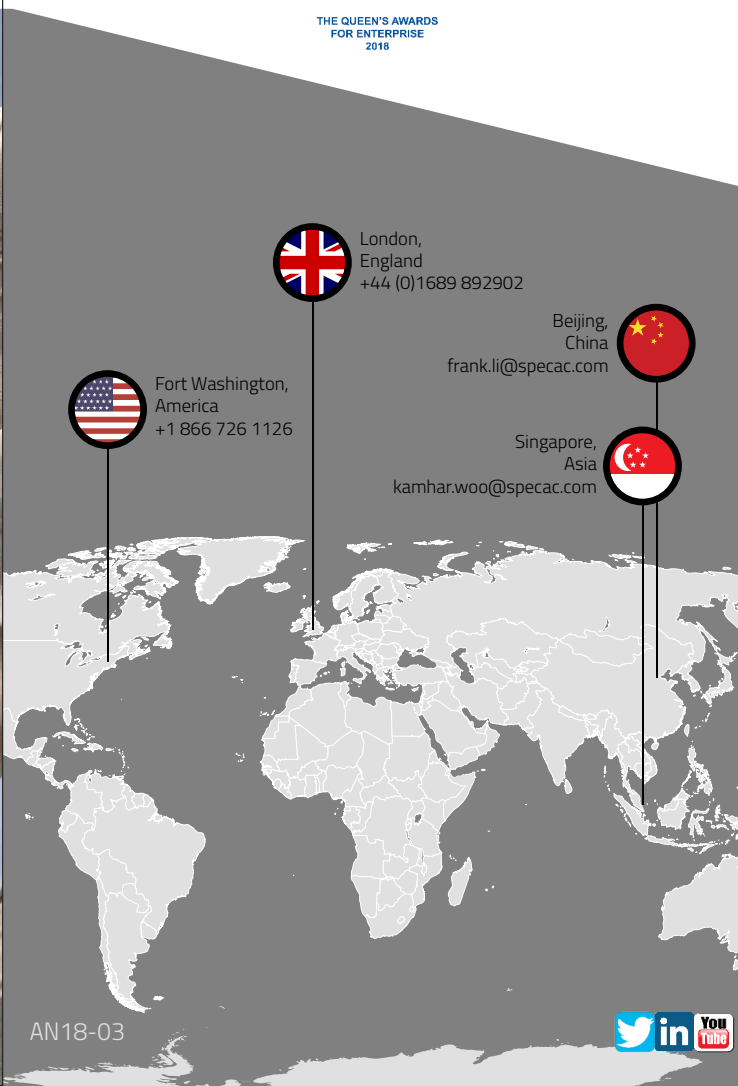 THE QUEEN'S AWARDS
FOR ENTERPRISE
2018
London,
England
+44 (0)1689 892902
Beijing,
China
frank.li@specac.com
Fort Washington,
America
+1 866 726 1126
Singapore,
Asia
kamhar.woo@specac.com
AN18-03
in
You
Tube